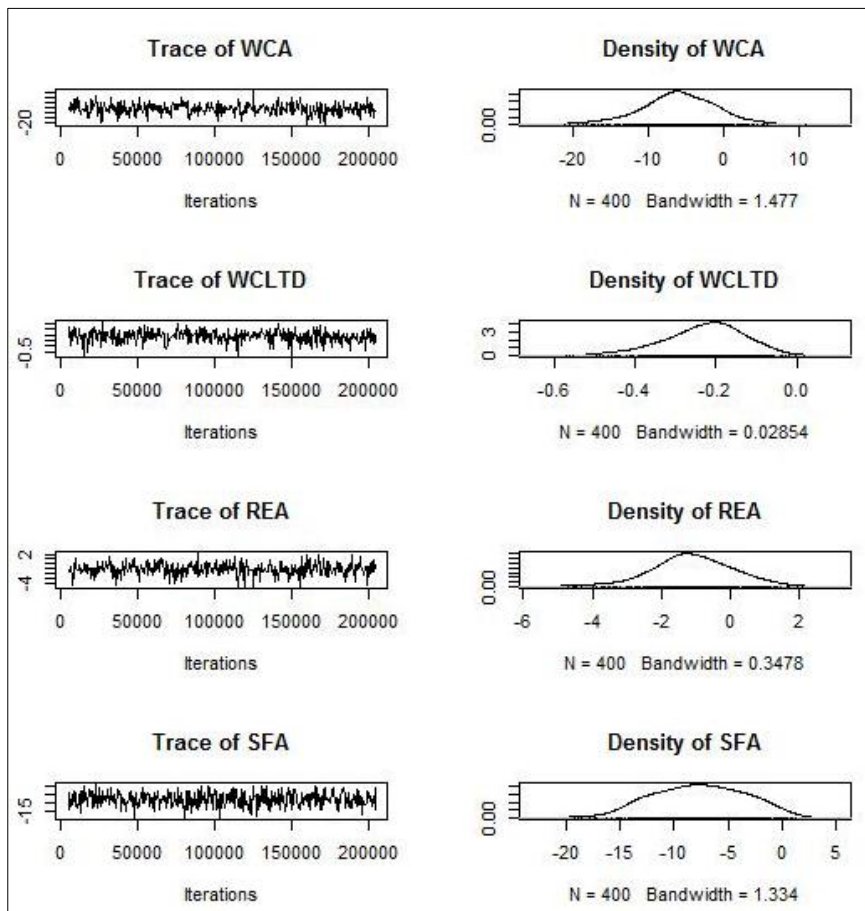 Trace of WCA
-20
0 50000 100000 150000 200000
Iterations
Density of WCA
0.00
-20 -10 0 10
N = 400 Bandwidth = 1.477
Trace of WCLTD
-0.5
0 50000 100000 150000 200000
Iterations
Density of WCLTD
0 3
-0.6 -0.4 -0.2 0.0
N = 400 Bandwidth = 0.02854
Trace of REA
-4 2
0 50000 100000 150000 200000
Iterations
Density of REA
0.00
-6 -4 -2 0 2
N = 400 Bandwidth = 0.3478
Trace of SFA
-15
0 50000 100000 150000 200000
Iterations
Density of SFA
0.00
-20 -15 -10 -5 0 5
N = 400 Bandwidth = 1.334